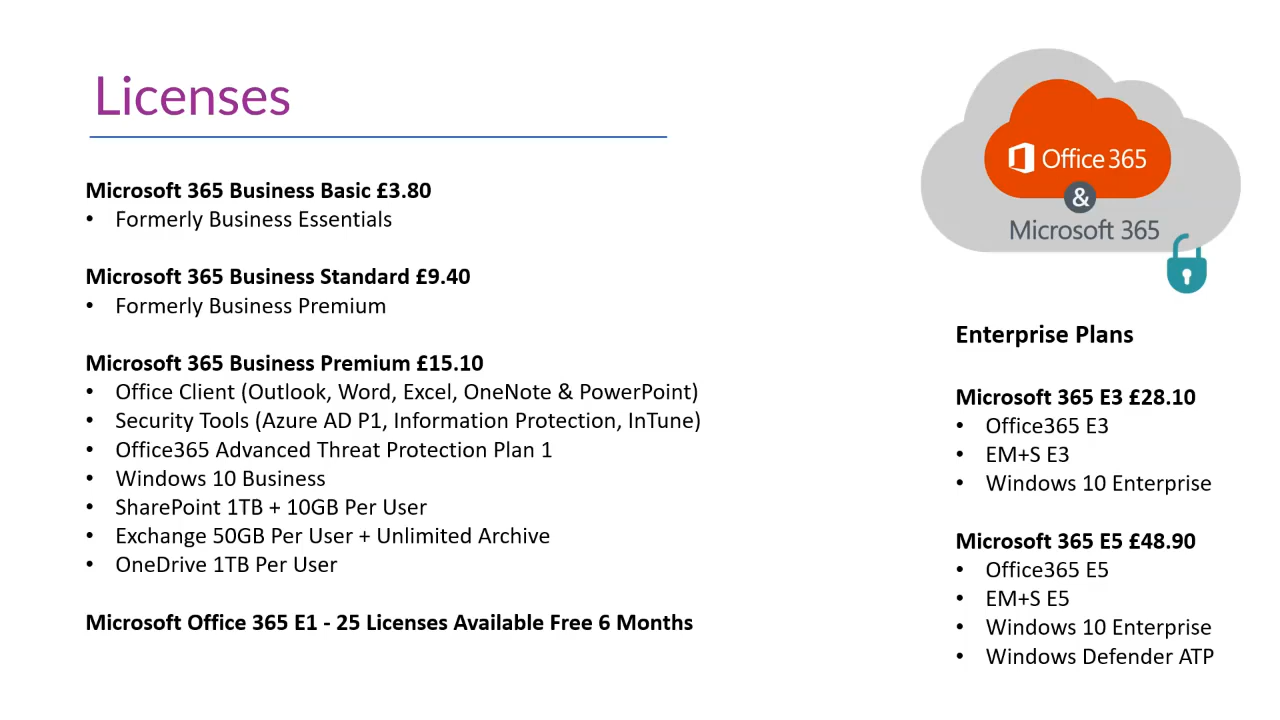 Licenses
Microsoft 365 Business Basic £3.80
• Formerly Business Essentials
Microsoft 365 Business Standard £9.40
• Formerly Business Premium
Microsoft 365 Business Premium £15.10
• Office Client (Outlook, Word, Excel, OneNote & PowerPoint)
• Security Tools (Azure AD P1, Information Protection, InTune)
• Office365 Advanced Threat Protection Plan 1
• Windows 10 Business
• SharePoint 1TB + 10GB Per User
• Exchange 50GB Per User + Unlimited Archive
• OneDrive 1TB Per User
Microsoft Office 365 E1 - 25 Licenses Available Free 6 Months
Office 365
&
Microsoft 365
Enterprise Plans
Microsoft 365 E3 £28.10
• Office365 E3
• EM+S E3
• Windows 10 Enterprise
Microsoft 365 E5 £48.90
• Office365 E5
• EM+S E5
• Windows 10 Enterprise
• Windows Defender ATP